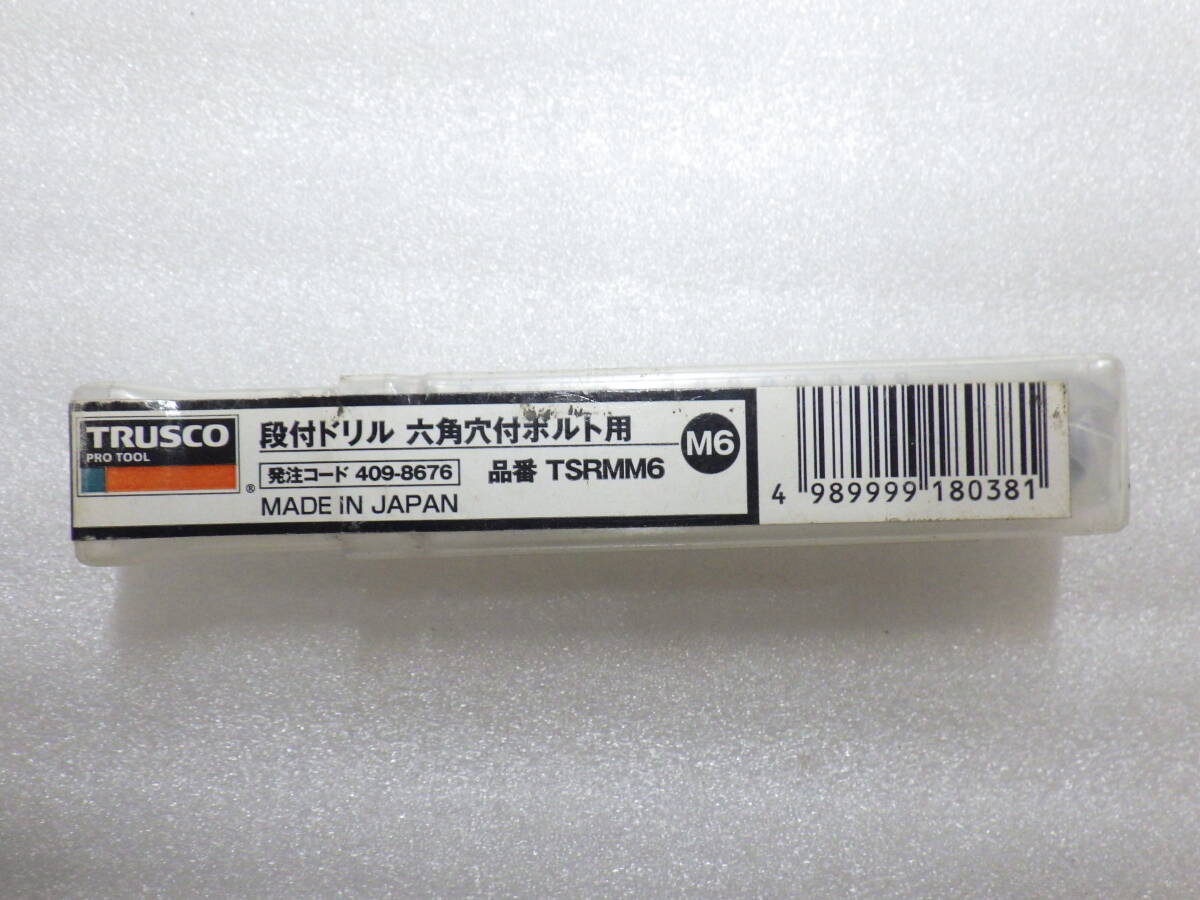 TRUSCO
PRO TOOL
®
段付ドリル 六角穴付ボルト用
発注コード 409-8676
品番 TSRMM6
M6
MADE iN JAPAN
4 989999 180381